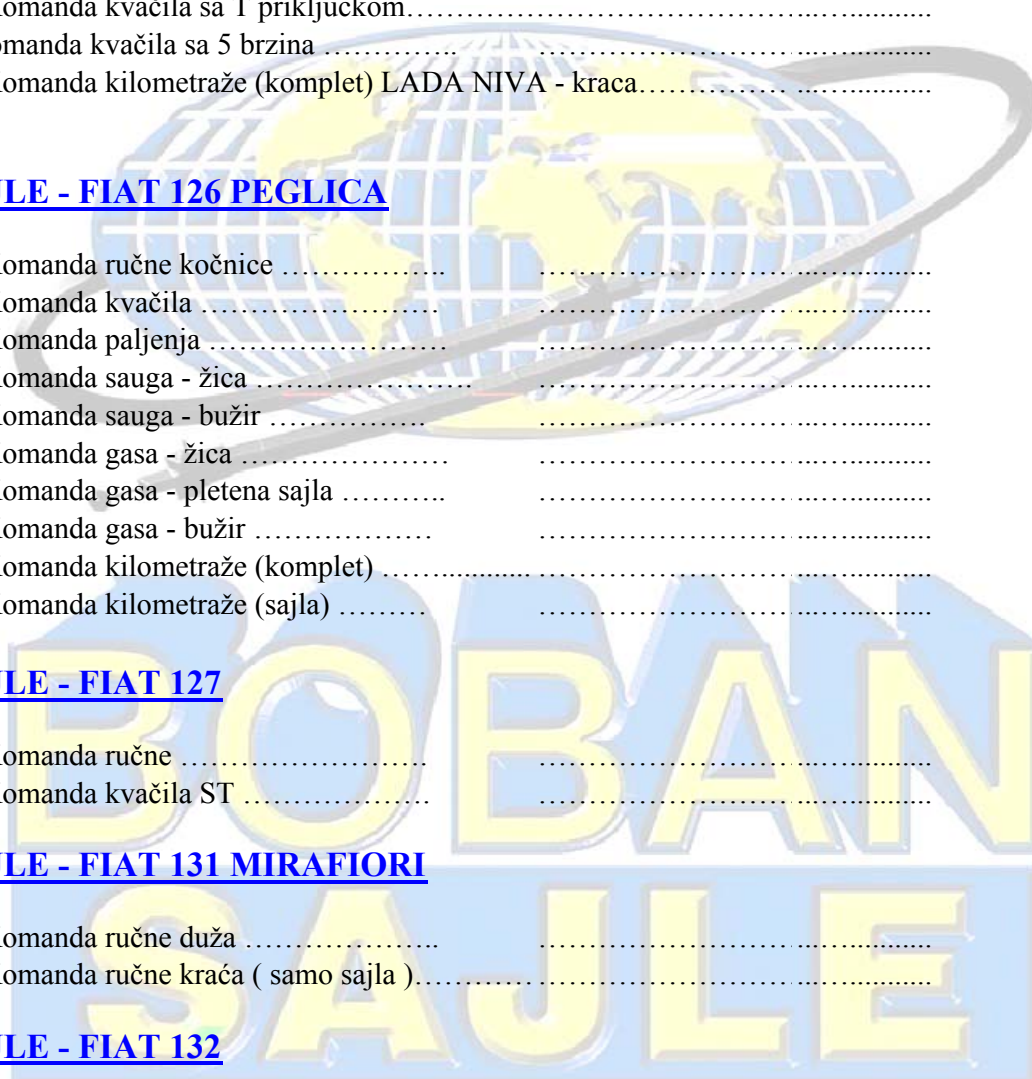 omanda kvačila sa T priključkom…………………………………………...….............
omanda kvačila sa 5 brzina …………………………………………………...….............
omanda kilometraže (komplet) LADA NIVA - kraca…………… ...….............
LE - FIAT 126 PEGLICA
omanda ručne kočnice …………….. ……………………………...….............
omanda kvačila ……………………. ……………………………...….............
omanda paljenja …………………… ……………………………...….............
omanda sauga - žica ………………….. ……………………………...….............
omanda sauga - bužir ……………. ……………………………...….............
omanda gasa - žica ………………… ……………………………...….............
omanda gasa - pletena sajla ……….. ……………………………...….............
omanda gasa - bužir ……………… ……………………………...….............
omanda kilometraže (komplet) ……............ ……………………………...….............
omanda kilometraže (sajla) ……… ……………………………...….............
LE - FIAT 127
omanda ručne ……………………. ……………………………...….............
omanda kvačila ST ………………. ……………………………...….............
LE - FIAT 131 MIRAFIORI
omanda ručne duža ……………….. ……………………………...….............
omanda ručne kraća ( samo sajla )………… ……………………………...….............
LE - FIAT 132
BOBAN
SAJLE